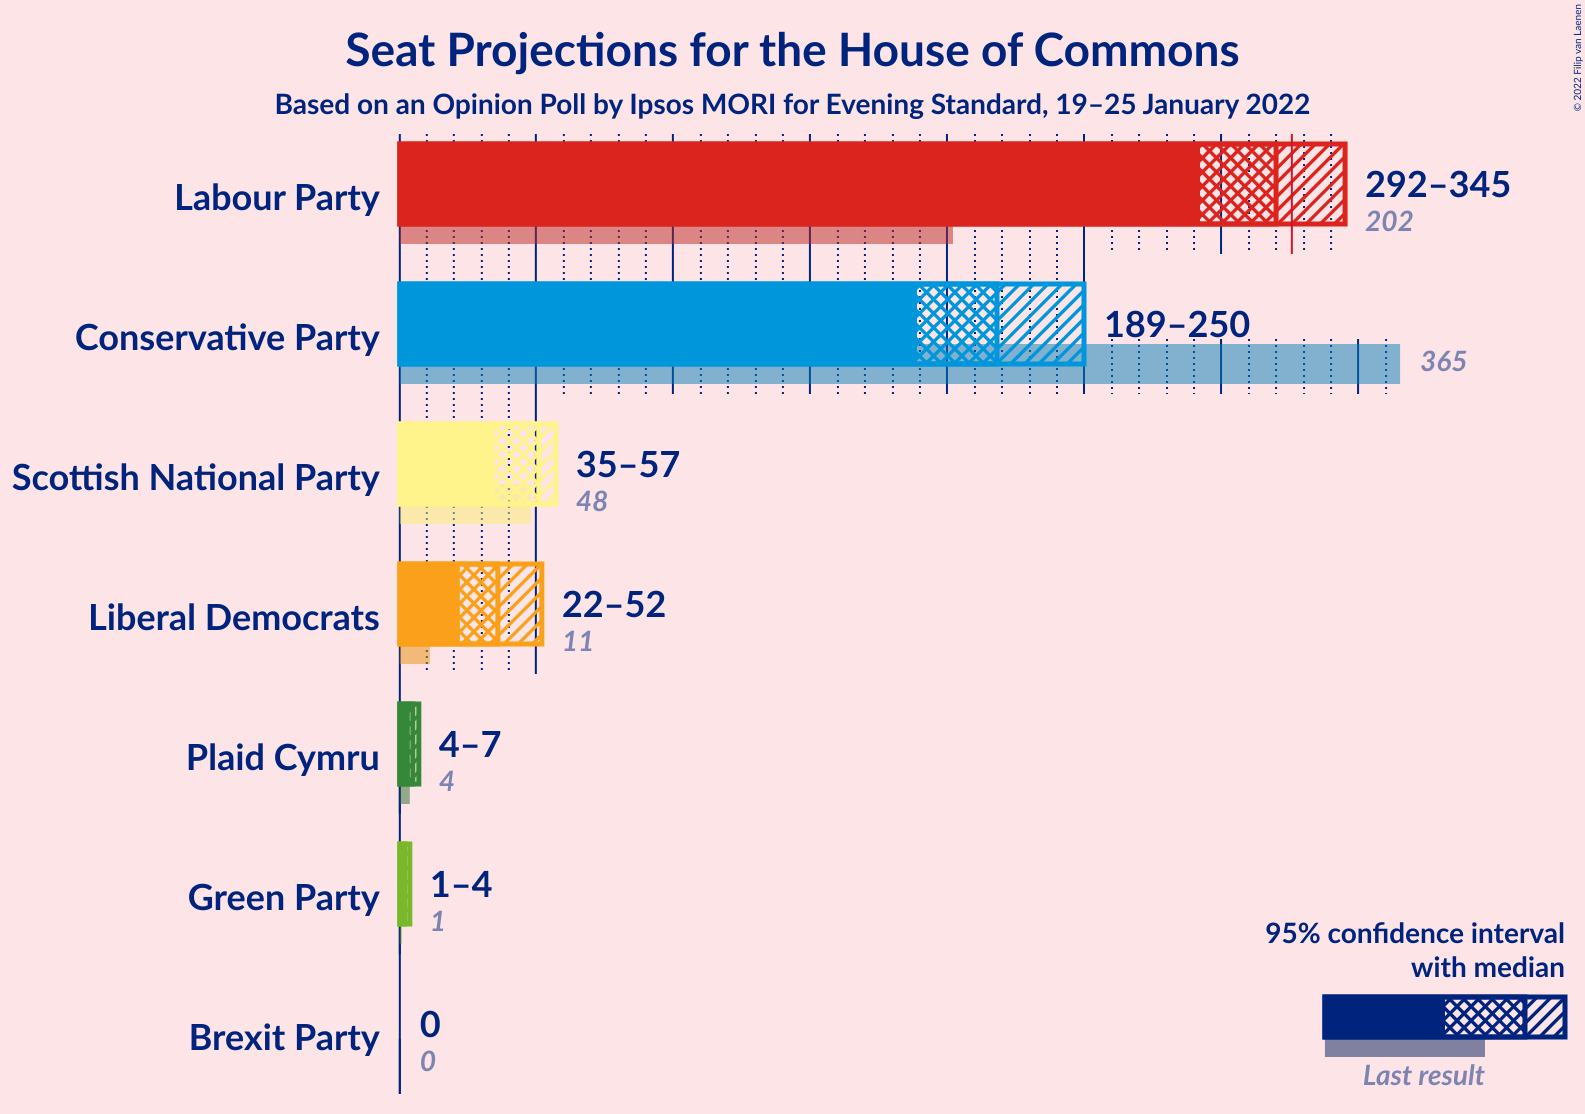 Seat Projections for the House of Commons
Based on an Opinion Poll by Ipsos MORI for Evening Standard, 19–25 January 2022
© 2022 Filip van Laenen
Labour Party
292–345
202
Conservative Party
189–250
365
Scottish National Party
35–57
48
Liberal Democrats
22–52
11
Plaid Cymru
4–7
4
Green Party
1–4
1
Brexit Party
0
0
95% confidence interval
with median
Last result